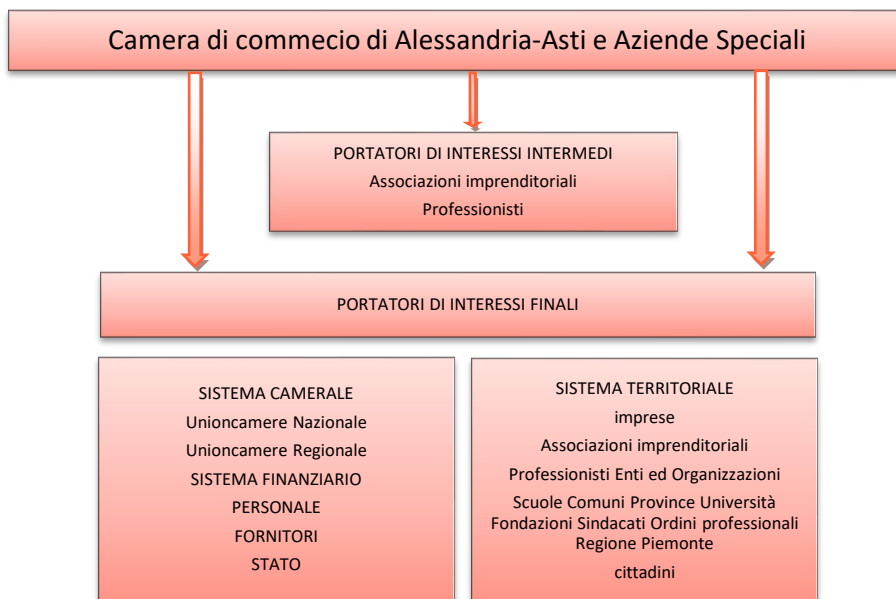 Camera di commecio di Alessandria-Asti e Aziende Speciali
PORTATORI DI INTERESSI INTERMEDI
Associazioni imprenditoriali
Professionisti
PORTATORI DI INTERESSI FINALI
SISTEMA CAMERALE
Unioncamere Nazionale
Unioncamere Regionale
SISTEMA FINANZIARIO
PERSONALE
FORNITORI
STATO
SISTEMA TERRITORIALE
imprese
Associazioni imprenditoriali
Professionisti Enti ed Organizzazioni
Scuole Comuni Province Università
Fondazioni Sindacati Ordini professionali
Regione Piemonte
cittadini